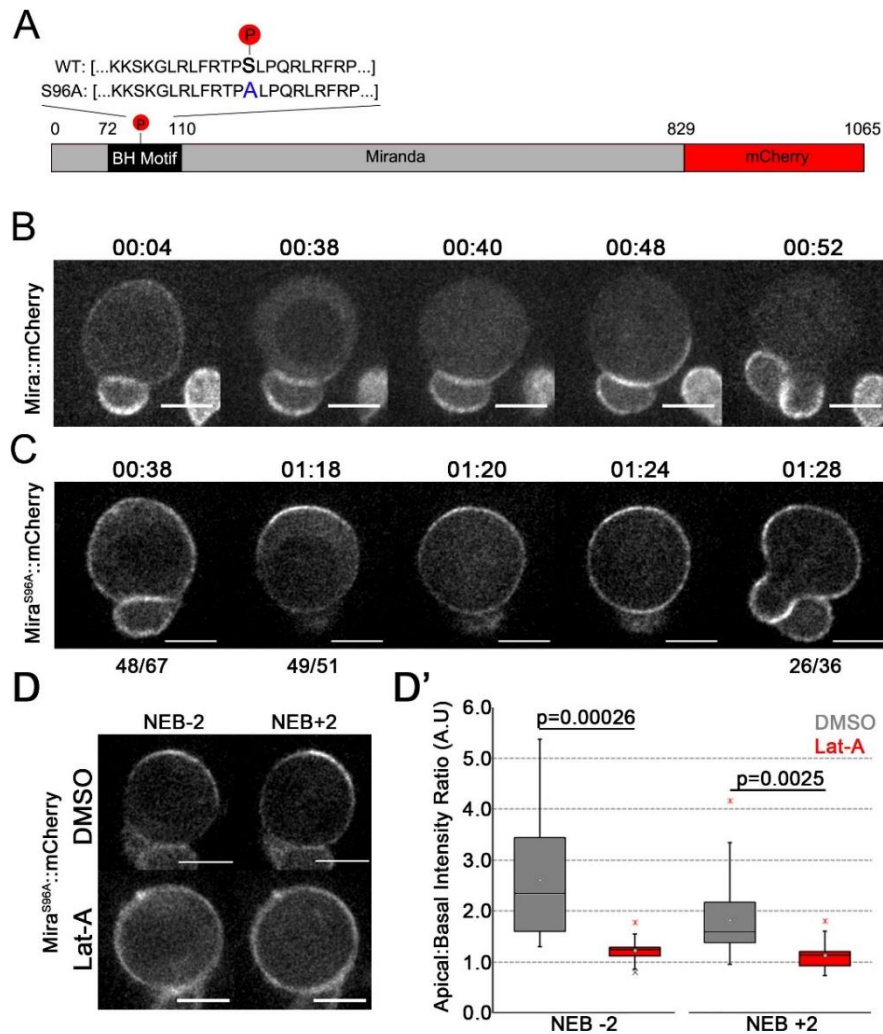 A
P
WT: [...KKSKGLRLFRTPSLPQRLRFRP...]
S96A: [...KKSKGLRLFRTPALPQRLRFRP...]
P
0 72 110 829 1065
BH Motif Miranda mCherry
B
00:04 00:38 00:40 00:48 00:52
Mira::mCherry
C
00:38 01:18 01:20 01:24 01:28
MiraS96A::mCherry
48/67 49/51 26/36
D
NEB-2 NEB+2
MiraS96A::mCherry
DMSO
Lat-A
D'
Apical:Basal Intensity Ratio (A.U)
6.0
5.0
4.0
3.0
2.0
1.0
0.0
p=0.00026
p=0.0025
DMSO
Lat-A
NEB -2 NEB +2